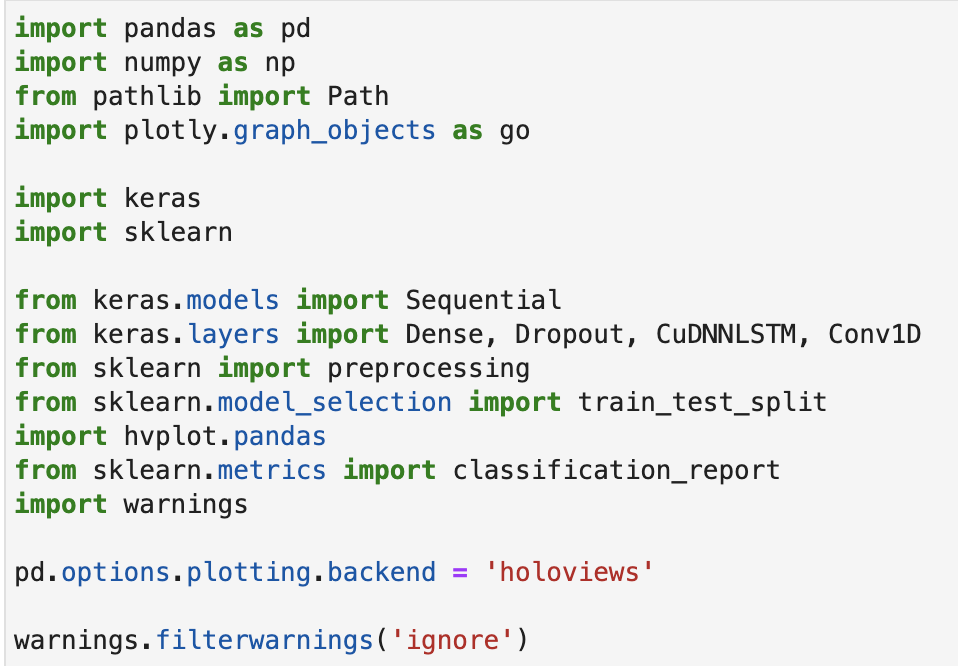 import pandas as pd
import numpy as np
from pathlib import Path
import plotly.graph_objects as go
import keras
import sklearn
from keras.models import Sequential
from keras.layers import Dense, Dropout, CuDNNLSTM, Conv1D
from sklearn import preprocessing
from sklearn.model_selection import train_test_split
import hvplot.pandas
from sklearn.metrics import classification_report
import warnings
pd.options.plotting.backend = 'holoviews'
warnings.filterwarnings('ignore')